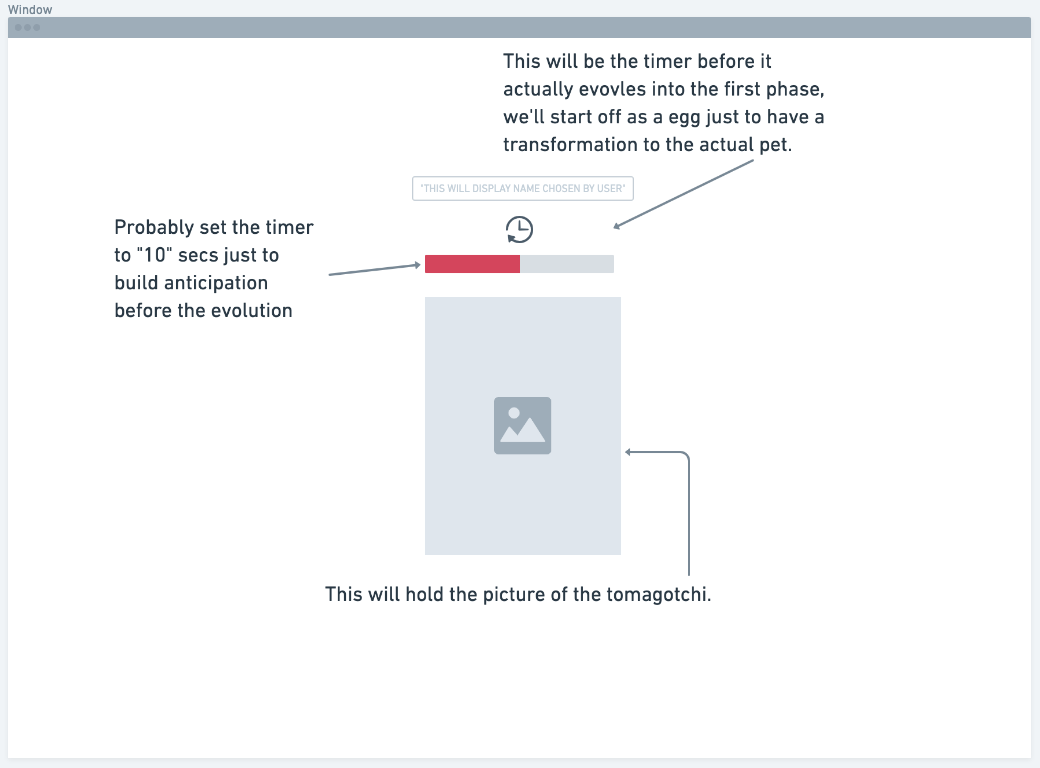 Window
This will be the timer before it
actually evovles into the first phase,
we'll start off as a egg just to have a
transformation to the actual pet.
"THIS WILL DISPLAY NAME CHOSEN BY USER"
Probably set the timer
to "10" secs just to
build anticipation
before the evolution
This will hold the picture of the tomagotchi.